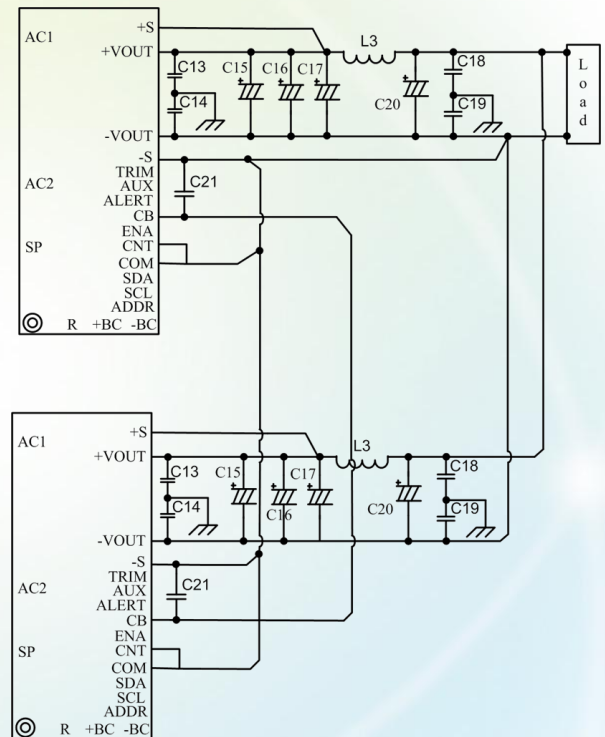 AC1
AC2
SP
+S
+VOUT
-VOUT
-S
TRIM
AUX
ALERT
CB
ENA
CNT
COM
SDA
SCL
ADDR
R +BC -BC
C13
C14
C15
C16
C17
L3
C20
C18
C19
C21
Load
AC1
AC2
SP
+S
+VOUT
-VOUT
-S
TRIM
AUX
ALERT
CB
ENA
CNT
COM
SDA
SCL
ADDR
R +BC -BC
C13
C14
C15
C16
C17
L3
C20
C18
C19
C21